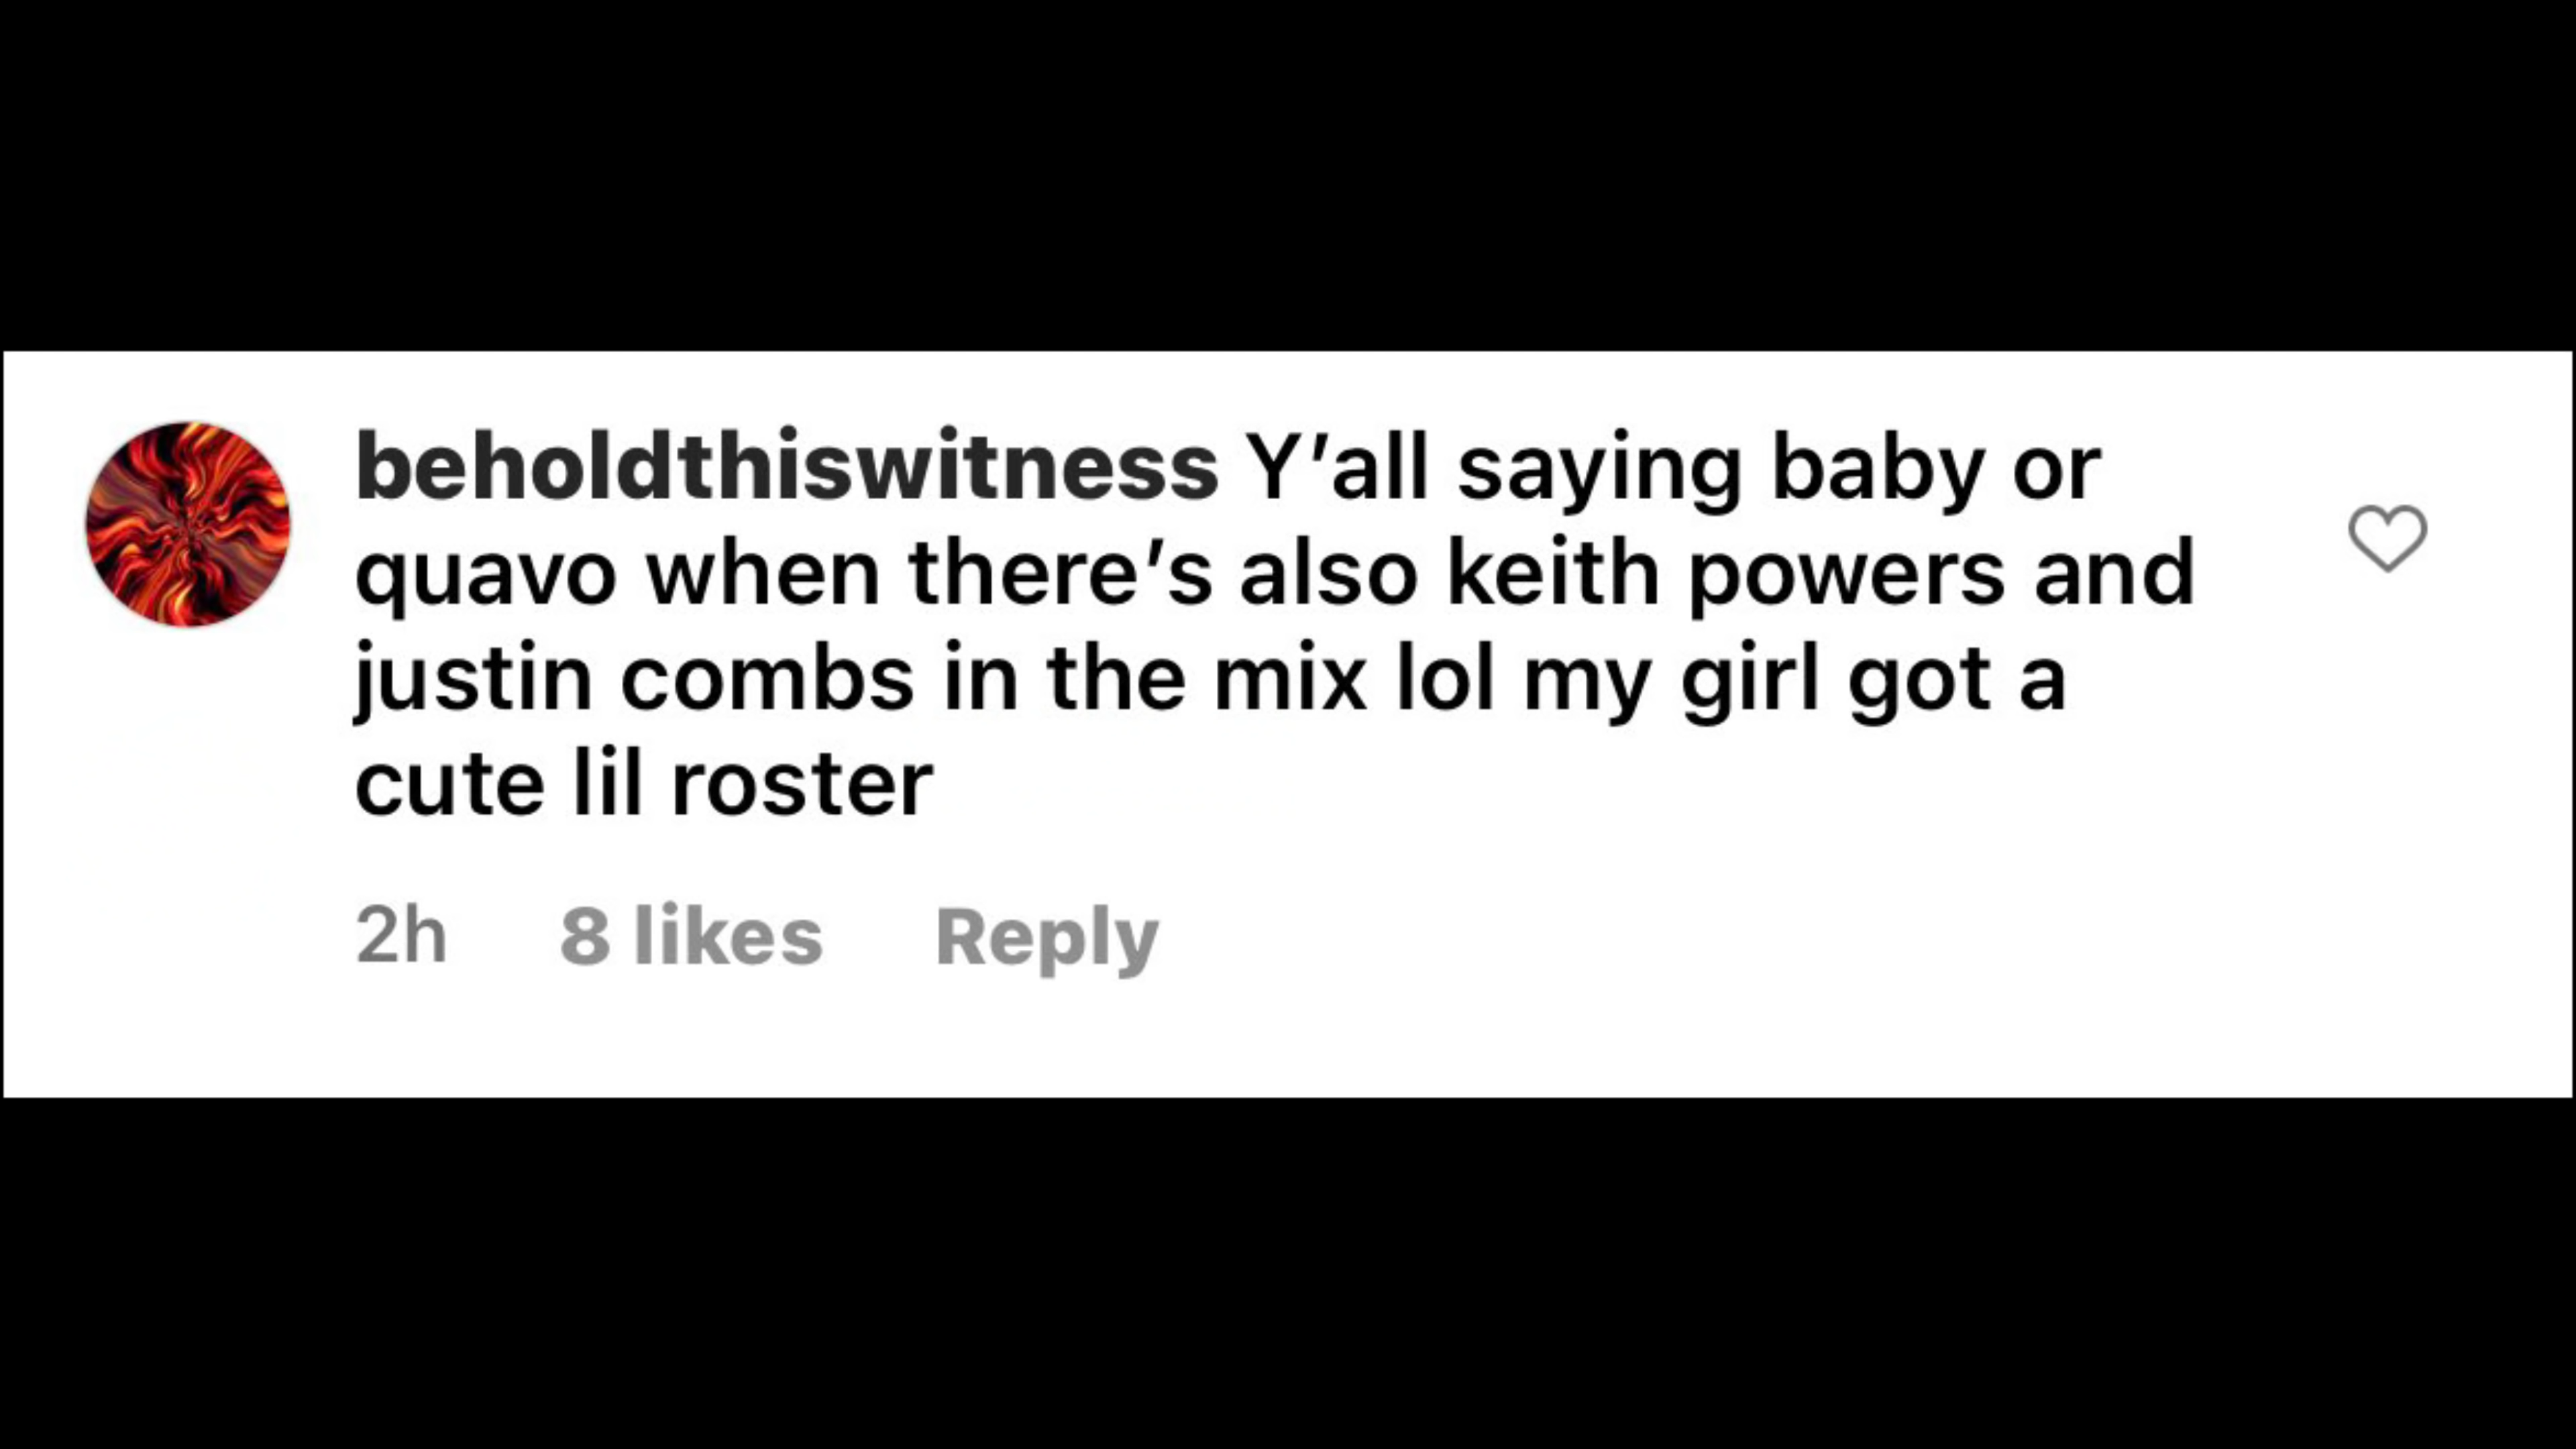 beholdthiswitness Y’all saying baby or
quavo when there’s also keith powers and
justin combs in the mix lol my girl got a
cute lil roster
2h 8 likes Reply